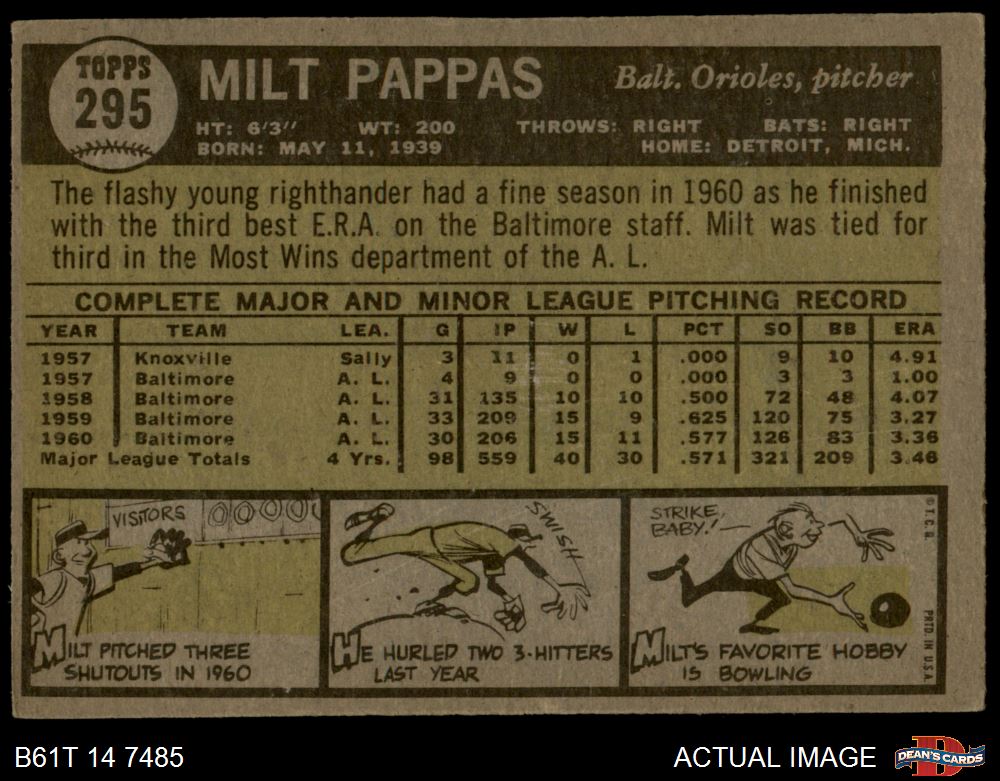 TOPPS
295
MILT PAPPAS
Balt. Orioles, pitcher
HT: 6'3'' WT: 200 THROWS: RIGHT BATS: RIGHT
BORN: MAY 11, 1939 HOME: DETROIT, MICH.
The flashy young righthander had a fine season in 1960 as he finished
with the third best E.R.A. on the Baltimore staff. Milt was tied for
third in the Most Wins department of the A. L.
COMPLETE MAJOR AND MINOR LEAGUE PITCHING RECORD
YEAR TEAM LEA. G IP W L PCT SO BB ERA
1957 Knoxville Sally 3 11 0 1 .000 9 10 4.91
1957 Baltimore A. L. 4 9 0 0 .000 3 3 1.00
1958 Baltimore A. L. 31 135 10 10 .500 72 48 4.07
1959 Baltimore A. L. 33 209 15 9 .625 120 75 3.27
1960 Baltimore A. L. 30 206 15 11 .577 126 83 3.36
Major League Totals 4 Yrs. 98 559 40 30 .571 321 209 3.46
VISITORS 0 0 0 0 0
MILT PITCHED THREE
SHUTOUTS IN 1960
SWISH
HE HURLED TWO 3-HITTERS
LAST YEAR
STRIKE,
BABY!
MILT'S FAVORITE HOBBY
IS BOWLING
© T.C.G.
PRTD. IN U.S.A.
B61T 14 7485
ACTUAL IMAGE
D
DEAN'S CARDS